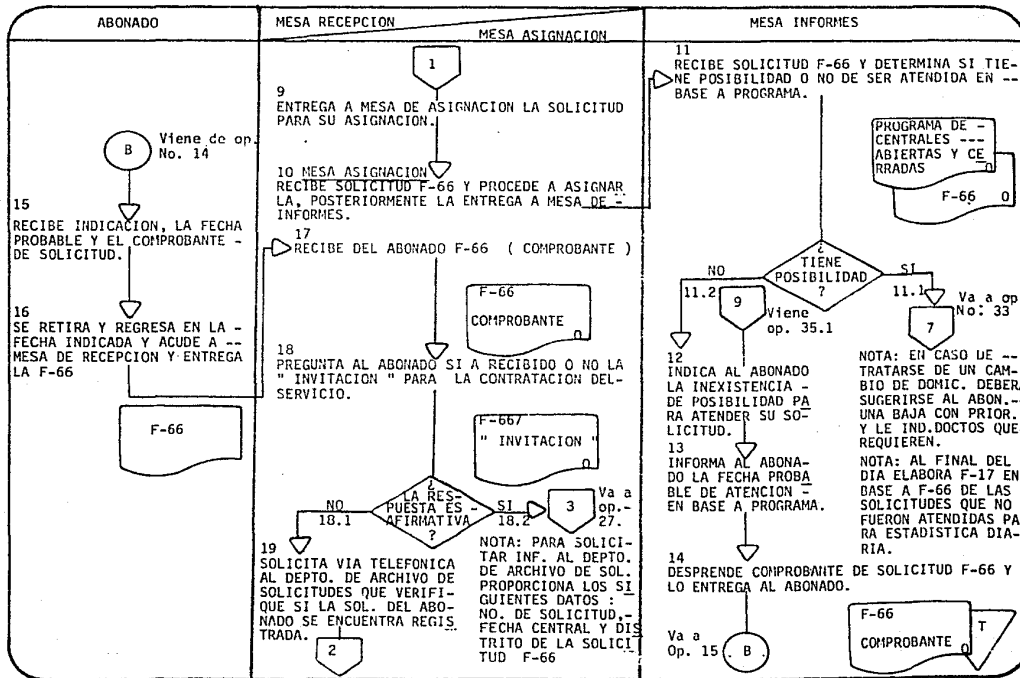 ABONADO
MESA RECEPCION
MESA ASIGNACION
MESA INFORMES
B
Viene de op.
No. 14
15
RECIBE INDICACION, LA FECHA
PROBABLE Y EL COMPROBANTE -
DE SOLICITUD.
16
SE RETIRA Y REGRESA EN LA -
FECHA INDICADA Y ACUDE A --
MESA DE RECEPCION Y ENTREGA
LA F-66
F-66
1
9
ENTREGA A MESA DE ASIGNACION LA SOLICITUD
PARA SU ASIGNACION.
10 MESA ASIGNACION
RECIBE SOLICITUD F-66 Y PROCEDE A ASIGNAR
LA, POSTERIORMENTE LA ENTREGA A MESA DE -
INFORMES.
17
RECIBE DEL ABONADO F-66 ( COMPROBANTE )
F-66
COMPROBANTE
0
18
PREGUNTA AL ABONADO SI A RECIBIDO O NO LA
" INVITACION " PARA LA CONTRATACION DEL-
SERVICIO.
F-667
" INVITACION "
0
¿
LA RES-
PUESTA ES -
AFIRMATIVA
?
NO
18.1
SI
18.2
3
Va a
op.-
27.
19
SOLICITA VIA TELEFONICA
AL DEPTO. DE ARCHIVO DE
SOLICITUDES QUE VERIFI-
QUE SI LA SOL. DEL ABO-
NADO SE ENCUENTRA REGIS
TRADA.
2
NOTA: PARA SOLICI-
TAR INF. AL DEPTO.
DE ARCHIVO DE SOL.
PROPORCIONA LOS SI
GUIENTES DATOS :
NO. DE SOLICITUD,-
FECHA CENTRAL Y DIS
TRITO DE LA SOLICI
TUD F-66
11
RECIBE SOLICITUD F-66 Y DETERMINA SI TIE-
NE POSIBILIDAD O NO DE SER ATENDIDA EN --
BASE A PROGRAMA.
PROGRAMA DE -
CENTRALES ---
ABIERTAS Y CE
RRADAS
0
F-66 0
¿
TIENE
POSIBILIDAD
?
NO
11.2
SI
11.1
9
Viene
op. 35.1
Va a op
No: 33
7
12
INDICA AL ABONADO
LA INEXISTENCIA -
DE POSIBILIDAD PA
RA ATENDER SU SO-
LICITUD.
13
INFORMA AL ABONA-
DO LA FECHA PROBA
BLE DE ATENCION -
EN BASE A PROGRAMA.
NOTA: EN CASO DE --
TRATARSE DE UN CAM-
BIO DE DOMIC. DEBERA
SUGERIRSE AL ABON.--
UNA BAJA CON PRIOR.
Y LE IND.DOCTOS QUE
REQUIEREN.
NOTA: AL FINAL DEL
DIA ELABORA F-17 EN
BASE A F-66 DE LAS
SOLICITUDES QUE NO
FUERON ATENDIDAS PA
RA ESTADISTICA DIA-
RIA.
14
DESPRENDE COMPROBANTE DE SOLICITUD F-66 Y
LO ENTREGA AL ABONADO.
Va a
Op. 15
B
F-66
COMPROBANTE 0
T